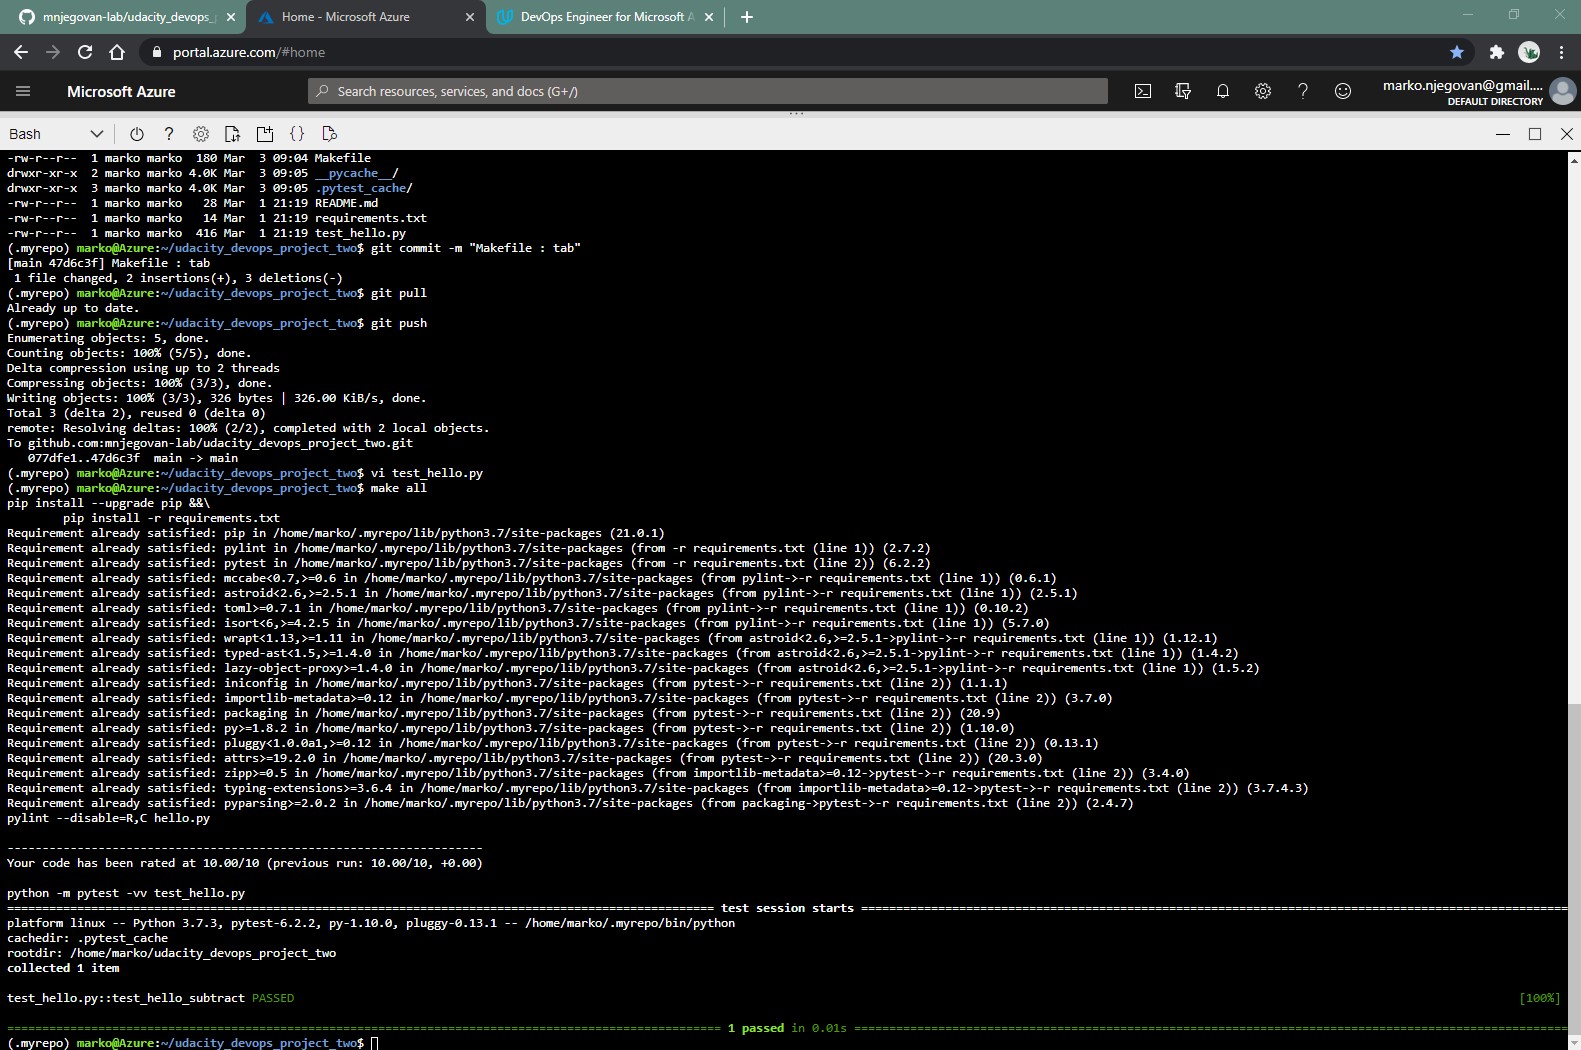 mnjegovan-lab/udacity_devops_
Home - Microsoft Azure
DevOps Engineer for Microsoft A
portal.azure.com/#home
Microsoft Azure
Search resources, services, and docs (G+/)
marko.njegovan@gmail....
DEFAULT DIRECTORY
Bash
-rw-r--r--  1 marko marko  180 Mar  3 09:04 Makefile
drwxr-xr-x  2 marko marko 4.0K Mar  3 09:05 __pycache__/
drwxr-xr-x  3 marko marko 4.0K Mar  3 09:05 .pytest_cache/
-rw-r--r--  1 marko marko   28 Mar  1 21:19 README.md
-rw-r--r--  1 marko marko   14 Mar  1 21:19 requirements.txt
-rw-r--r--  1 marko marko  416 Mar  1 21:19 test_hello.py
(.myrepo) marko@Azure:~/udacity_devops_project_two$ git commit -m "Makefile : tab"
[main 47d6c3f] Makefile : tab
 1 file changed, 2 insertions(+), 3 deletions(-)
(.myrepo) marko@Azure:~/udacity_devops_project_two$ git pull
Already up to date.
(.myrepo) marko@Azure:~/udacity_devops_project_two$ git push
Enumerating objects: 5, done.
Counting objects: 100% (5/5), done.
Delta compression using up to 2 threads
Compressing objects: 100% (3/3), done.
Writing objects: 100% (3/3), 326 bytes | 326.00 KiB/s, done.
Total 3 (delta 2), reused 0 (delta 0)
remote: Resolving deltas: 100% (2/2), completed with 2 local objects.
To github.com:mnjegovan-lab/udacity_devops_project_two.git
   077dfe1..47d6c3f  main -> main
(.myrepo) marko@Azure:~/udacity_devops_project_two$ vi test_hello.py
(.myrepo) marko@Azure:~/udacity_devops_project_two$ make all
pip install --upgrade pip &&\
        pip install -r requirements.txt
Requirement already satisfied: pip in /home/marko/.myrepo/lib/python3.7/site-packages (21.0.1)
Requirement already satisfied: pylint in /home/marko/.myrepo/lib/python3.7/site-packages (from -r requirements.txt (line 1)) (2.7.2)
Requirement already satisfied: pytest in /home/marko/.myrepo/lib/python3.7/site-packages (from -r requirements.txt (line 2)) (6.2.2)
Requirement already satisfied: mccabe<0.7,>=0.6 in /home/marko/.myrepo/lib/python3.7/site-packages (from pylint->-r requirements.txt (line 1)) (0.6.1)
Requirement already satisfied: astroid<2.6,>=2.5.1 in /home/marko/.myrepo/lib/python3.7/site-packages (from pylint->-r requirements.txt (line 1)) (2.5.1)
Requirement already satisfied: toml>=0.7.1 in /home/marko/.myrepo/lib/python3.7/site-packages (from pylint->-r requirements.txt (line 1)) (0.10.2)
Requirement already satisfied: isort<6,>=4.2.5 in /home/marko/.myrepo/lib/python3.7/site-packages (from pylint->-r requirements.txt (line 1)) (5.7.0)
Requirement already satisfied: wrapt<1.13,>=1.11 in /home/marko/.myrepo/lib/python3.7/site-packages (from astroid<2.6,>=2.5.1->pylint->-r requirements.txt (line 1)) (1.12.1)
Requirement already satisfied: typed-ast<1.5,>=1.4.0 in /home/marko/.myrepo/lib/python3.7/site-packages (from astroid<2.6,>=2.5.1->pylint->-r requirements.txt (line 1)) (1.4.2)
Requirement already satisfied: lazy-object-proxy>=1.4.0 in /home/marko/.myrepo/lib/python3.7/site-packages (from astroid<2.6,>=2.5.1->pylint->-r requirements.txt (line 1)) (1.5.2)
Requirement already satisfied: iniconfig in /home/marko/.myrepo/lib/python3.7/site-packages (from pytest->-r requirements.txt (line 2)) (1.1.1)
Requirement already satisfied: importlib-metadata>=0.12 in /home/marko/.myrepo/lib/python3.7/site-packages (from pytest->-r requirements.txt (line 2)) (3.7.0)
Requirement already satisfied: packaging in /home/marko/.myrepo/lib/python3.7/site-packages (from pytest->-r requirements.txt (line 2)) (20.9)
Requirement already satisfied: py>=1.8.2 in /home/marko/.myrepo/lib/python3.7/site-packages (from pytest->-r requirements.txt (line 2)) (1.10.0)
Requirement already satisfied: pluggy<1.0.0a1,>=0.12 in /home/marko/.myrepo/lib/python3.7/site-packages (from pytest->-r requirements.txt (line 2)) (0.13.1)
Requirement already satisfied: attrs>=19.2.0 in /home/marko/.myrepo/lib/python3.7/site-packages (from pytest->-r requirements.txt (line 2)) (20.3.0)
Requirement already satisfied: zipp>=0.5 in /home/marko/.myrepo/lib/python3.7/site-packages (from importlib-metadata>=0.12->pytest->-r requirements.txt (line 2)) (3.4.0)
Requirement already satisfied: typing-extensions>=3.6.4 in /home/marko/.myrepo/lib/python3.7/site-packages (from importlib-metadata>=0.12->pytest->-r requirements.txt (line 2)) (3.7.4.3)
Requirement already satisfied: pyparsing>=2.0.2 in /home/marko/.myrepo/lib/python3.7/site-packages (from packaging->pytest->-r requirements.txt (line 2)) (2.4.7)
pylint --disable=R,C hello.py
--------------------------------------------------------------------
Your code has been rated at 10.00/10 (previous run: 10.00/10, +0.00)
python -m pytest -vv test_hello.py
===== test session starts =====
platform linux -- Python 3.7.3, pytest-6.2.2, py-1.10.0, pluggy-0.13.1 -- /home/marko/.myrepo/bin/python
cachedir: .pytest_cache
rootdir: /home/marko/udacity_devops_project_two
collected 1 item
test_hello.py::test_hello_subtract PASSED [100%]
===== 1 passed in 0.01s =====
(.myrepo) marko@Azure:~/udacity_devops_project_two$